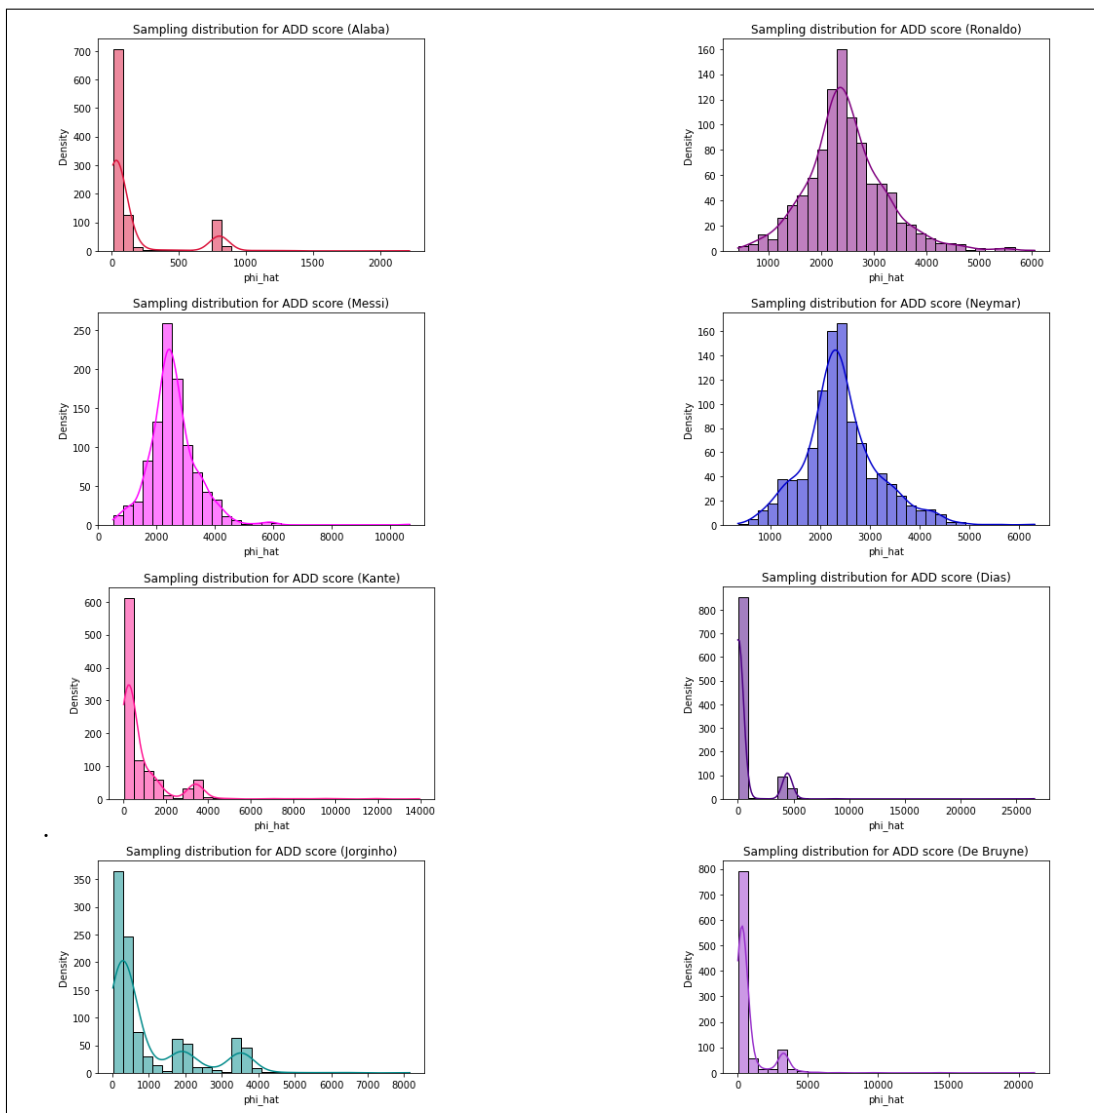 Sampling distribution for ADD score (Alaba)
700
600
500
400
300
200
100
0
Density
0 500 1000 1500 2000
phi_hat
Sampling distribution for ADD score (Ronaldo)
160
140
120
100
80
60
40
20
0
Density
1000 2000 3000 4000 5000 6000
phi_hat
Sampling distribution for ADD score (Messi)
250
200
150
100
50
0
Density
2000 4000 6000 8000 10000
phi_hat
Sampling distribution for ADD score (Neymar)
160
140
120
100
80
60
40
20
0
Density
1000 2000 3000 4000 5000 6000
phi_hat
Sampling distribution for ADD score (Kante)
600
500
400
300
200
100
0
Density
0 2000 4000 6000 8000 10000 12000 14000
phi_hat
Sampling distribution for ADD score (Dias)
800
700
600
500
400
300
200
100
0
Density
0 5000 10000 15000 20000 25000
phi_hat
.
Sampling distribution for ADD score (Jorginho)
350
300
250
200
150
100
50
0
Density
0 1000 2000 3000 4000 5000 6000 7000 8000
phi_hat
Sampling distribution for ADD score (De Bruyne)
800
700
600
500
400
300
200
100
0
Density
0 5000 10000 15000 20000
phi_hat